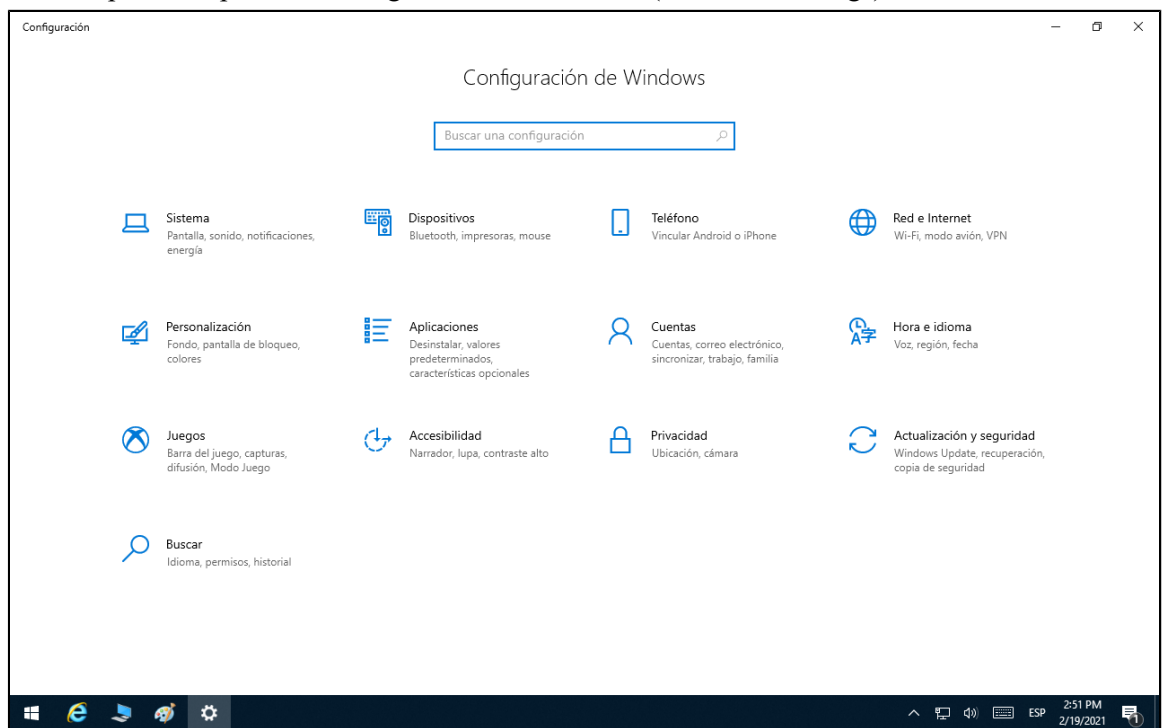 Configuración
Configuración de Windows
Buscar una configuración
Sistema
Pantalla, sonido, notificaciones,
energía
Dispositivos
Bluetooth, impresoras, mouse
Teléfono
Vincular Android o iPhone
Red e Internet
Wi-Fi, modo avión, VPN
Personalización
Fondo, pantalla de bloqueo,
colores
Aplicaciones
Desinstalar, valores
predeterminados,
características opcionales
Cuentas
Cuentas, correo electrónico,
sincronizar, trabajo, familia
Hora e idioma
Voz, región, fecha
Juegos
Barra del juego, capturas,
difusión, Modo Juego
Accesibilidad
Narrador, lupa, contraste alto
Privacidad
Ubicación, cámara
Actualización y seguridad
Windows Update, recuperación,
copia de seguridad
Buscar
Idioma, permisos, historial
ESP
2:51 PM
2/19/2021
1